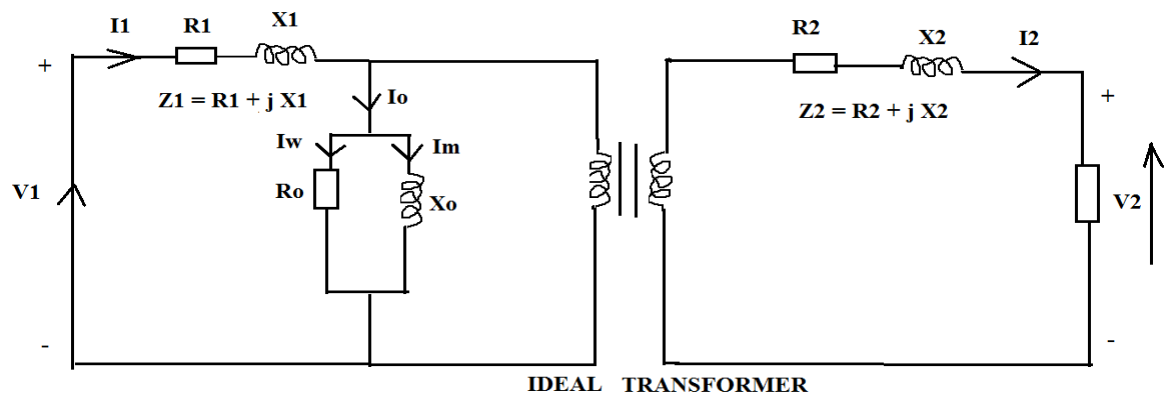 I1 R1 X1
R2 X2 I2
+
Z1 = R1 + j X1
Io
Z2 = R2 + j X2
+
Iw Im
V1
Ro
Xo
V2
-
-
IDEAL TRANSFORMER